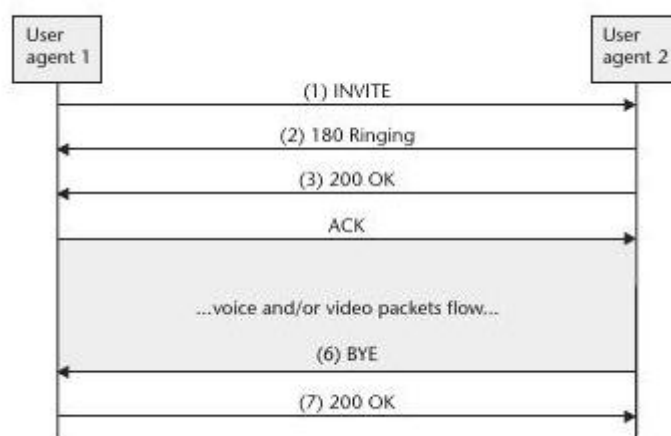 User
agent 1
User
agent 2
(1) INVITE
(2) 180 Ringing
(3) 200 OK
ACK
...voice and/or video packets flow...
(6) BYE
(7) 200 OK